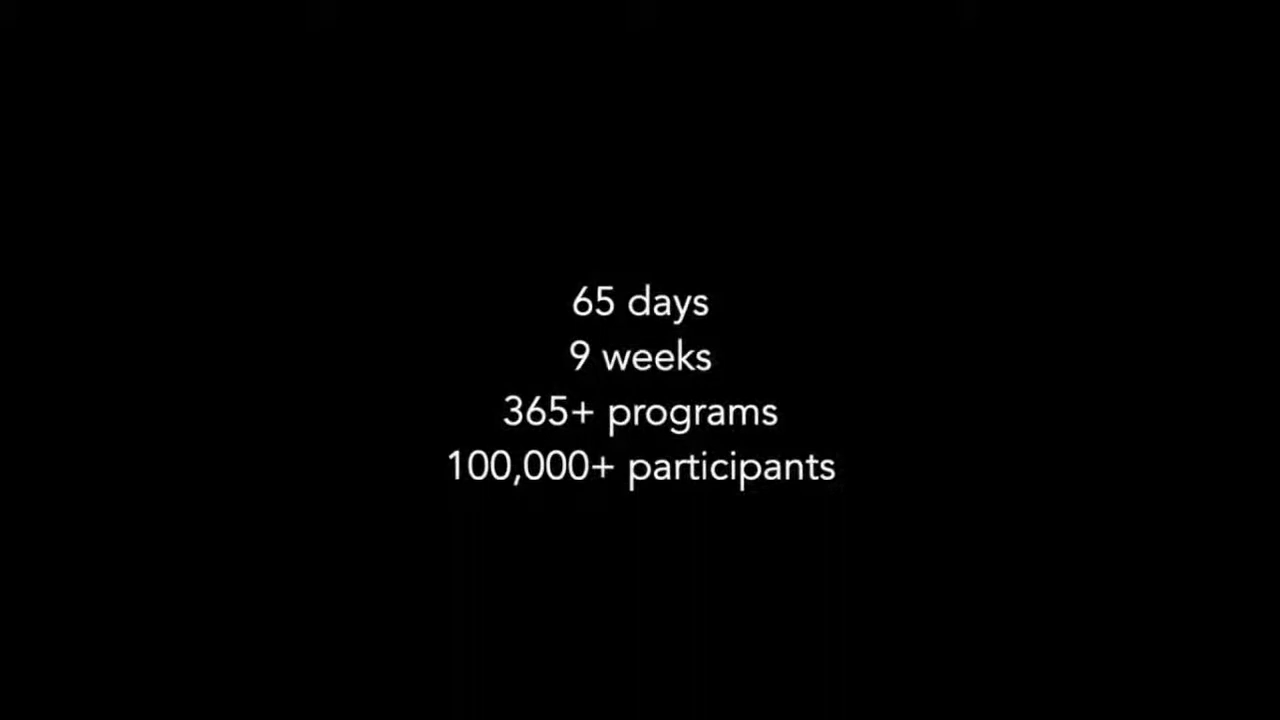 65 days
9 weeks
365+ programs
100,000+ participants